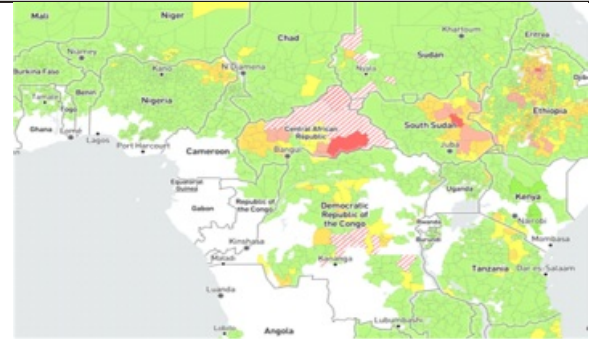 Mali
Niger
Chad
Khartoum
Eritrea
Niamey
Sudan
Burkina Faso
Kano
N'Djamena
Nyala
Djib
Tamale
Benin
Togo
Nigeria
Ethiopia
Ghana
Lomé
Lagos
Port Harcourt
Cameroon
Central African
Republic
Bangui
South Sudan
Juba
Equatorial
Guinea
Gabon
Republic of
the Congo
Democratic
Republic of
the Congo
Uganda
Kenya
Rwanda
Nairobi
Burundi
Kinshasa
Mombasa
Matadi
Kananga
Tanzania
Dar es-Salaam
Luanda
Lobito
Angola
Lubumbashi